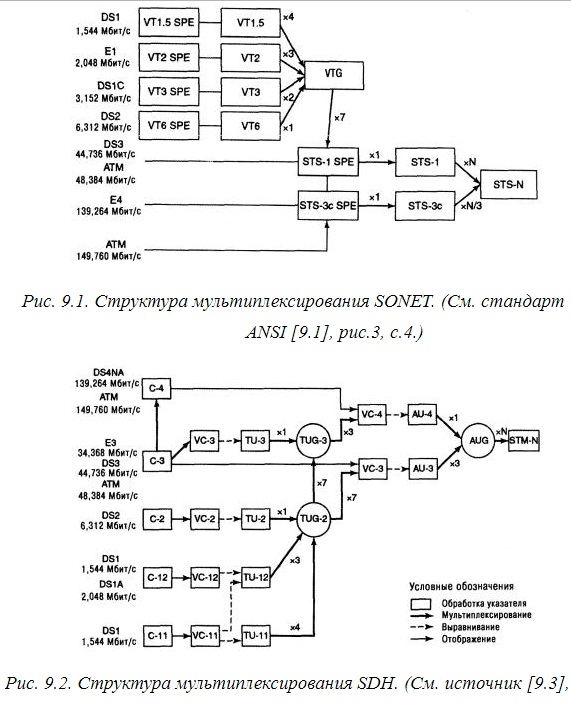 DS1
1,544 Мбит/с
VT1.5 SPE
VT1.5
×4
E1
2,048 Мбит/с
VT2 SPE
VT2
×3
VTG
DS1C
3,152 Мбит/с
VT3 SPE
VT3
×2
DS2
6,312 Мбит/с
VT6 SPE
VT6
×1
×7
DS3
44,736 Мбит/с
ATM
48,384 Мбит/с
STS-1 SPE
×1
STS-1
×N
STS-N
E4
139,264 Мбит/с
STS-3c SPE
×1
STS-3c
×N/3
ATM
149,760 Мбит/с
Рис. 9.1. Структура мультиплексирования SONET. (См. стандарт
ANSI [9.1], рис.3, с.4.)
DS4NA
139,264 Мбит/с
ATM
149,760 Мбит/с
C-4
VC-4
AU-4
×1
AUG
×N
STM-N
E3
34,368 Мбит/с
DS3
44,736 Мбит/с
ATM
48,384 Мбит/с
C-3
VC-3
TU-3
×1
TUG-3
×3
VC-3
AU-3
×3
×7
×7
DS2
6,312 Мбит/с
C-2
VC-2
TU-2
×1
TUG-2
DS1
1,544 Мбит/с
DS1A
2,048 Мбит/с
C-12
VC-12
TU-12
×3
DS1
1,544 Мбит/с
C-11
VC-11
TU-11
×4
Условные обозначения
Обработка указателя
Мультиплексирование
Выравнивание
Отображение
Рис. 9.2. Структура мультиплексирования SDH. (См. источник [9.3],